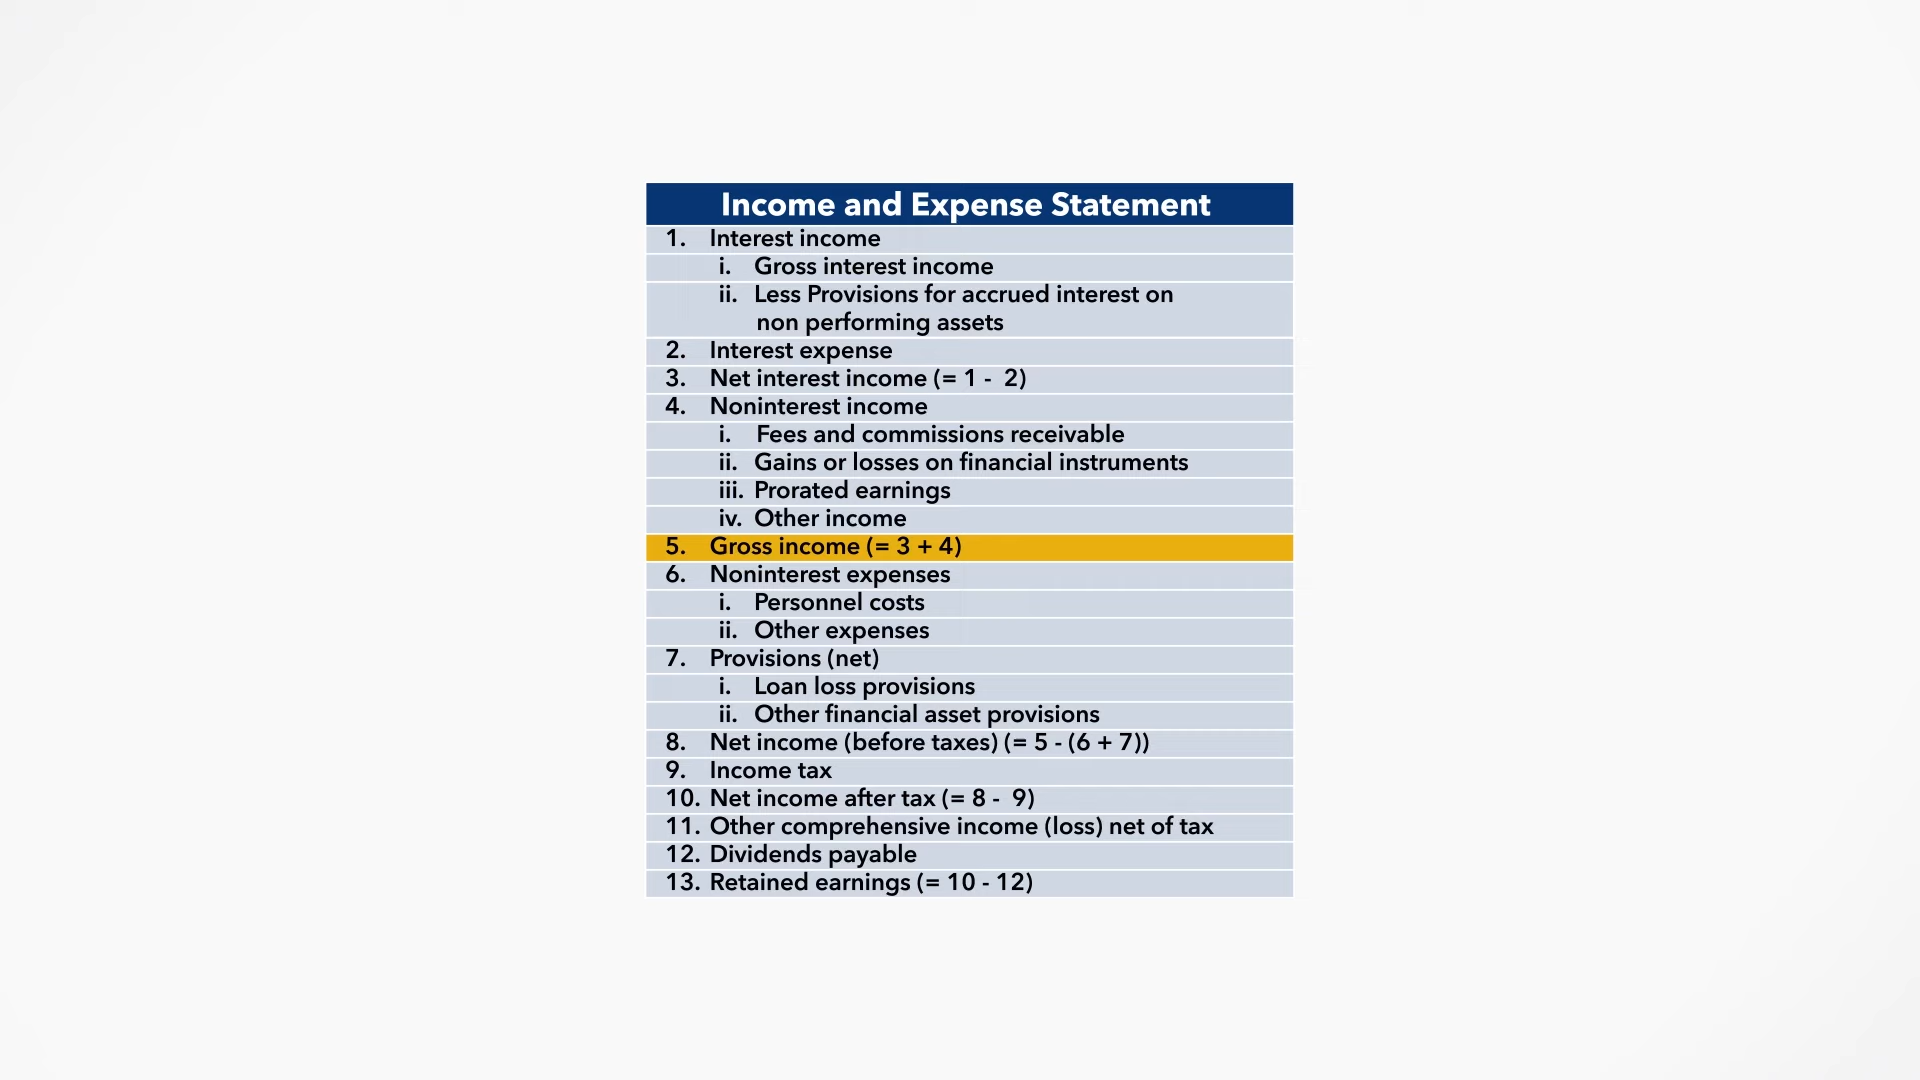 Income and Expense Statement
1. Interest income
i. Gross interest income
ii. Less Provisions for accrued interest on
non performing assets
2. Interest expense
3. Net interest income (= 1 -  2)
4. Noninterest income
i. Fees and commissions receivable
ii. Gains or losses on financial instruments
iii. Prorated earnings
iv. Other income
5. Gross income (= 3 + 4)
6. Noninterest expenses
i. Personnel costs
ii. Other expenses
7. Provisions (net)
i. Loan loss provisions
ii. Other financial asset provisions
8. Net income (before taxes) (= 5 - (6 + 7))
9. Income tax
10. Net income after tax (= 8 -  9)
11. Other comprehensive income (loss) net of tax
12. Dividends payable
13. Retained earnings (= 10 - 12)